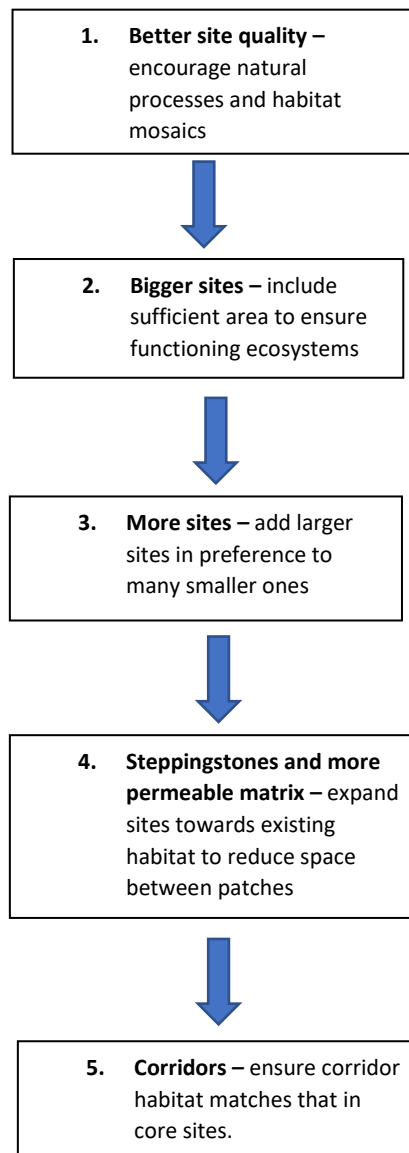 1. Better site quality –
encourage natural
processes and habitat
mosaics
2. Bigger sites – include
sufficient area to ensure
functioning ecosystems
3. More sites – add larger
sites in preference to
many smaller ones
4. Steppingstones and more
permeable matrix – expand
sites towards existing
habitat to reduce space
between patches
5. Corridors – ensure corridor
habitat matches that in
core sites.